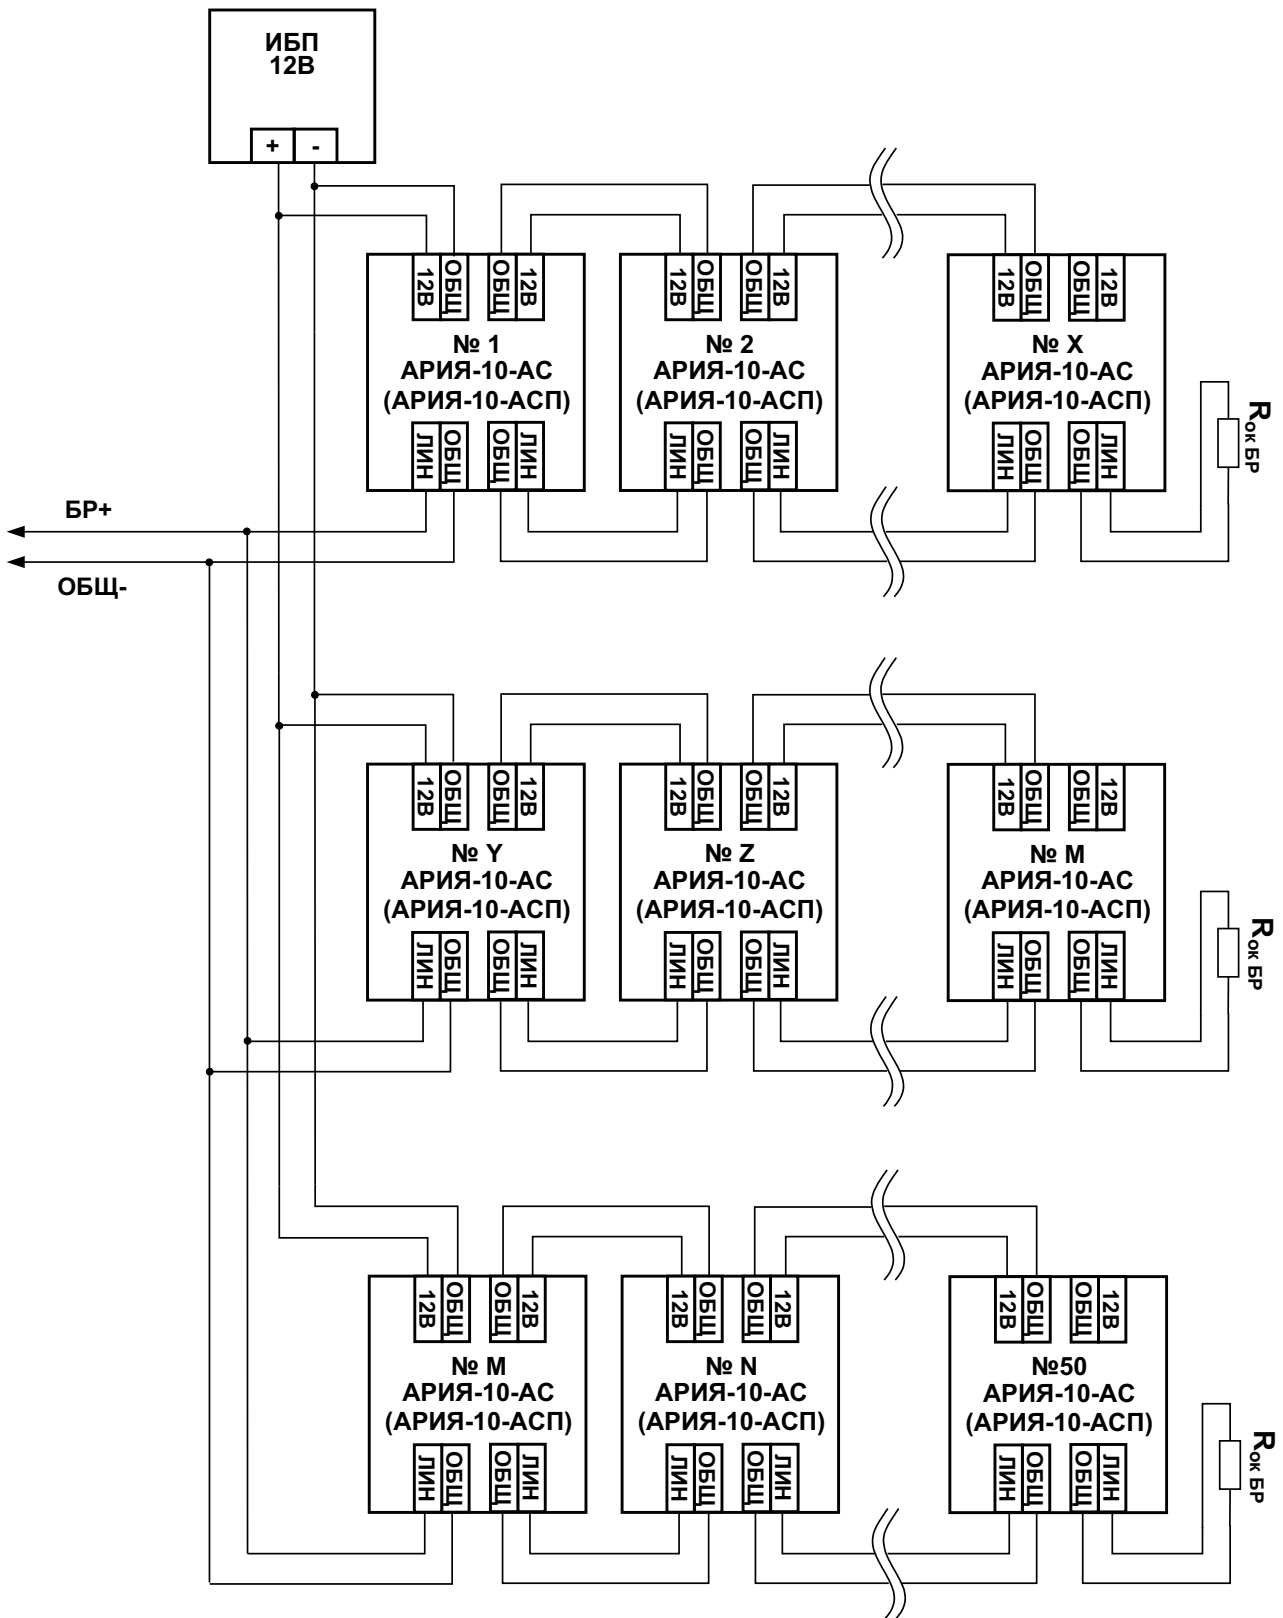 ИБП
12В
+ -
12В ОБЩ ОБЩ 12В
№ 1
АРИЯ-10-АС
(АРИЯ-10-АСП)
ЛИН ОБЩ ОБЩ ЛИН
12В ОБЩ ОБЩ 12В
№ 2
АРИЯ-10-АС
(АРИЯ-10-АСП)
ЛИН ОБЩ ОБЩ ЛИН
12В ОБЩ ОБЩ 12В
№ X
АРИЯ-10-АС
(АРИЯ-10-АСП)
ЛИН ОБЩ ОБЩ ЛИН
Rок БР
БР+
ОБЩ-
12В ОБЩ ОБЩ 12В
№ Y
АРИЯ-10-АС
(АРИЯ-10-АСП)
ЛИН ОБЩ ОБЩ ЛИН
12В ОБЩ ОБЩ 12В
№ Z
АРИЯ-10-АС
(АРИЯ-10-АСП)
ЛИН ОБЩ ОБЩ ЛИН
12В ОБЩ ОБЩ 12В
№ M
АРИЯ-10-АС
(АРИЯ-10-АСП)
ЛИН ОБЩ ОБЩ ЛИН
Rок БР
12В ОБЩ ОБЩ 12В
№ M
АРИЯ-10-АС
(АРИЯ-10-АСП)
ЛИН ОБЩ ОБЩ ЛИН
12В ОБЩ ОБЩ 12В
№ N
АРИЯ-10-АС
(АРИЯ-10-АСП)
ЛИН ОБЩ ОБЩ ЛИН
12В ОБЩ ОБЩ 12В
№50
АРИЯ-10-АС
(АРИЯ-10-АСП)
ЛИН ОБЩ ОБЩ ЛИН
Rок БР